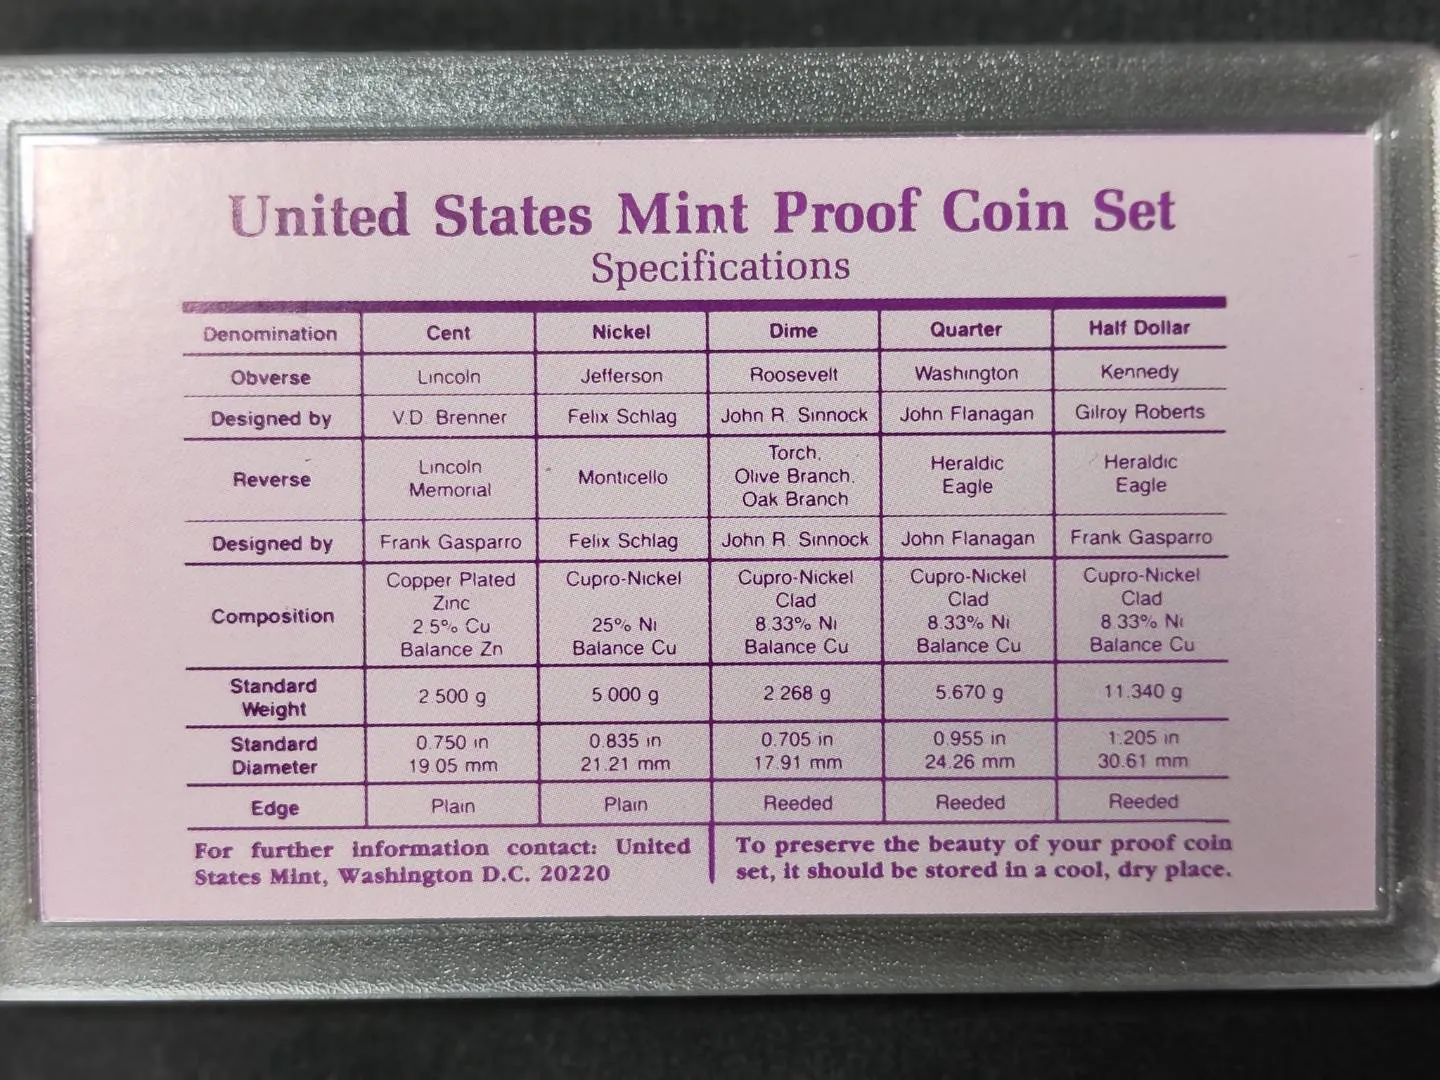 United States Mint Proof Coin Set
Specifications
Denomination Cent Nickel Dime Quarter Half Dollar
Obverse Lincoln Jefferson Roosevelt Washington Kennedy
Designed by V.D. Brenner Felix Schlag John R. Sinnock John Flanagan Gilroy Roberts
Reverse Lincoln Memorial Monticello Torch, Olive Branch, Oak Branch Heraldic Eagle Heraldic Eagle
Designed by Frank Gasparro Felix Schlag John R. Sinnock John Flanagan Frank Gasparro
Composition Copper Plated Zinc 2.5% Cu Balance Zn Cupro-Nickel 25% Ni Balance Cu Cupro-Nickel Clad 8.33% Ni Balance Cu Cupro-Nickel Clad 8.33% Ni Balance Cu Cupro-Nickel Clad 8.33% Ni Balance Cu
Standard Weight 2.500 g 5.000 g 2.268 g 5.670 g 11.340 g
Standard Diameter 0.750 in 19.05 mm 0.835 in 21.21 mm 0.705 in 17.91 mm 0.955 in 24.26 mm 1.205 in 30.61 mm
Edge Plain Plain Reeded Reeded Reeded
For further information contact: United
States Mint, Washington D.C. 20220
To preserve the beauty of your proof coin
set, it should be stored in a cool, dry place.